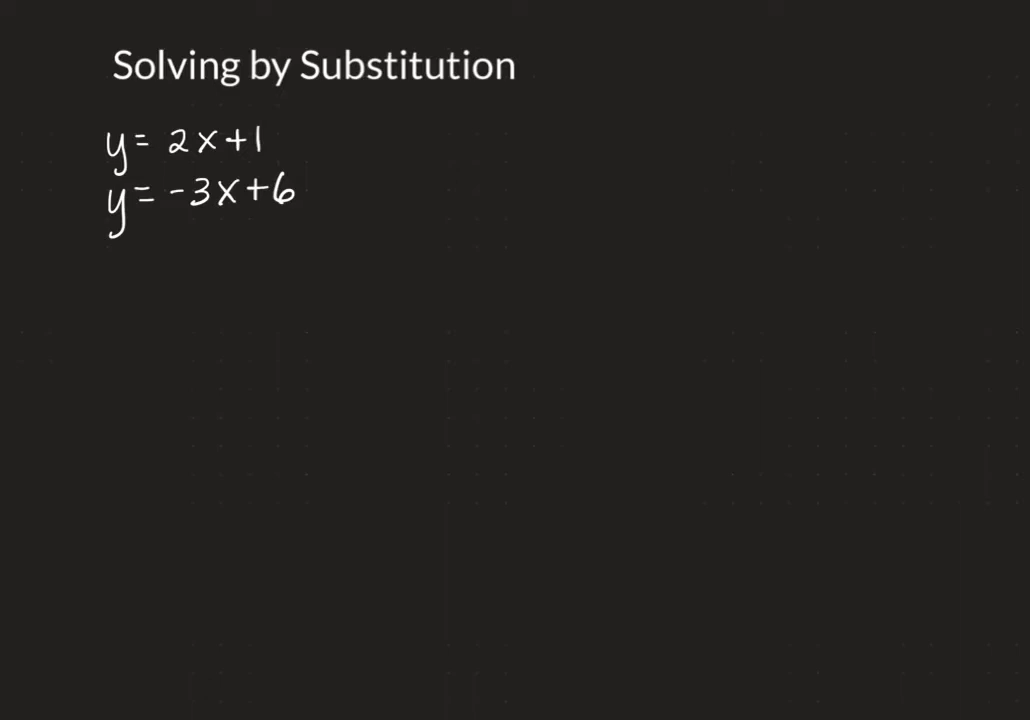 Solving by Substitution
y = 2x+1
y = -3x+6